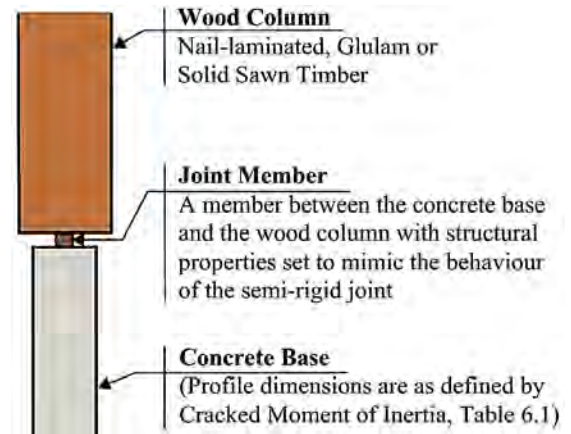 Wood Column
Nail-laminated, Glulam or
Solid Sawn Timber
Joint Member
A member between the concrete base
and the wood column with structural
properties set to mimic the behaviour
of the semi-rigid joint
Concrete Base
(Profile dimensions are as defined by
Cracked Moment of Inertia, Table 6.1)